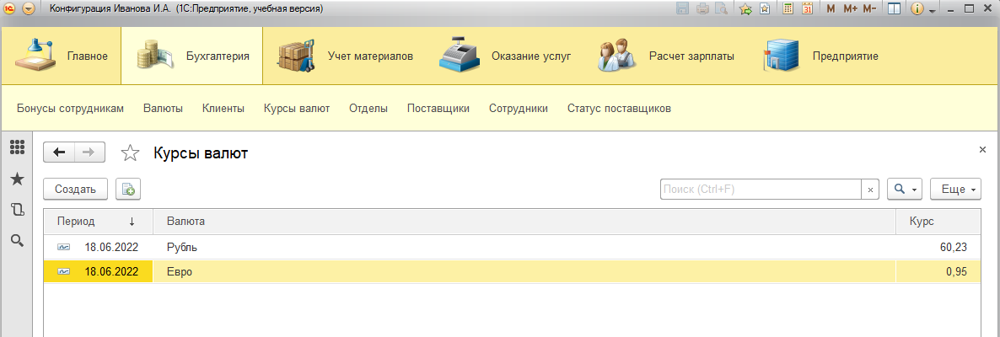 Конфигурация Иванова И.А. (1С:Предприятие, учебная версия)
31 M M+ M-
Главное Бухгалтерия Учет материалов Оказание услуг Расчет зарплаты Предприятие
Бонусы сотрудникам Валюты Клиенты Курсы валют Отделы Поставщики Сотрудники Статус поставщиков
Курсы валют
Создать Поиск (Ctrl+F) Еще
Период Валюта Курс
18.06.2022 Рубль 60,23
18.06.2022 Евро 0,95